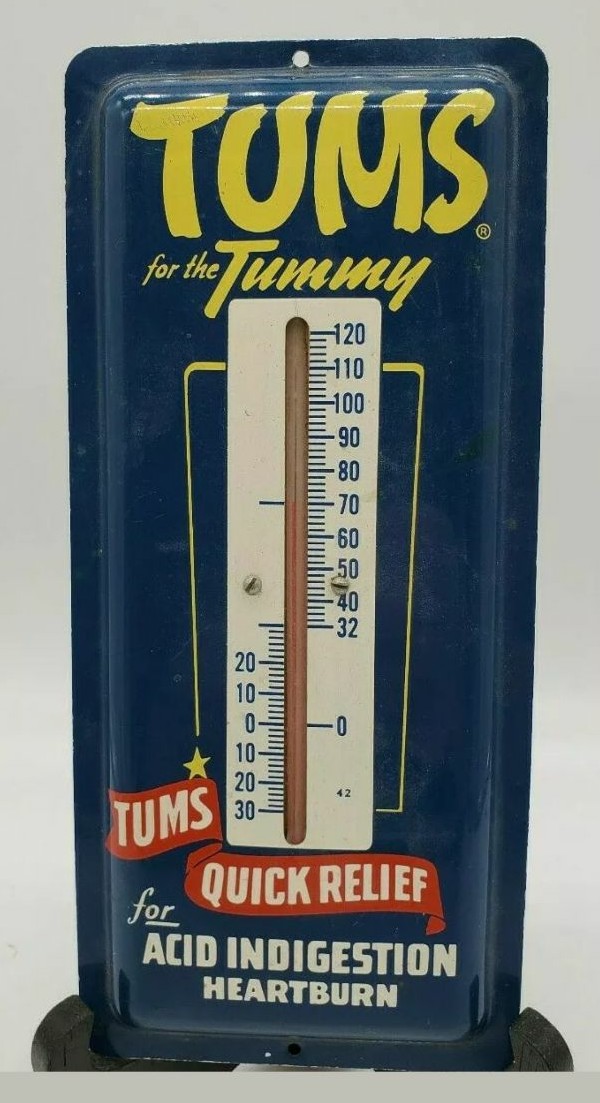 TUMS®
for the Tummy
120
110
100
90
80
70
60
50
40
32
20
10
0 0
10
20
30
42
TUMS
QUICK RELIEF
for
ACID INDIGESTION
HEARTBURN